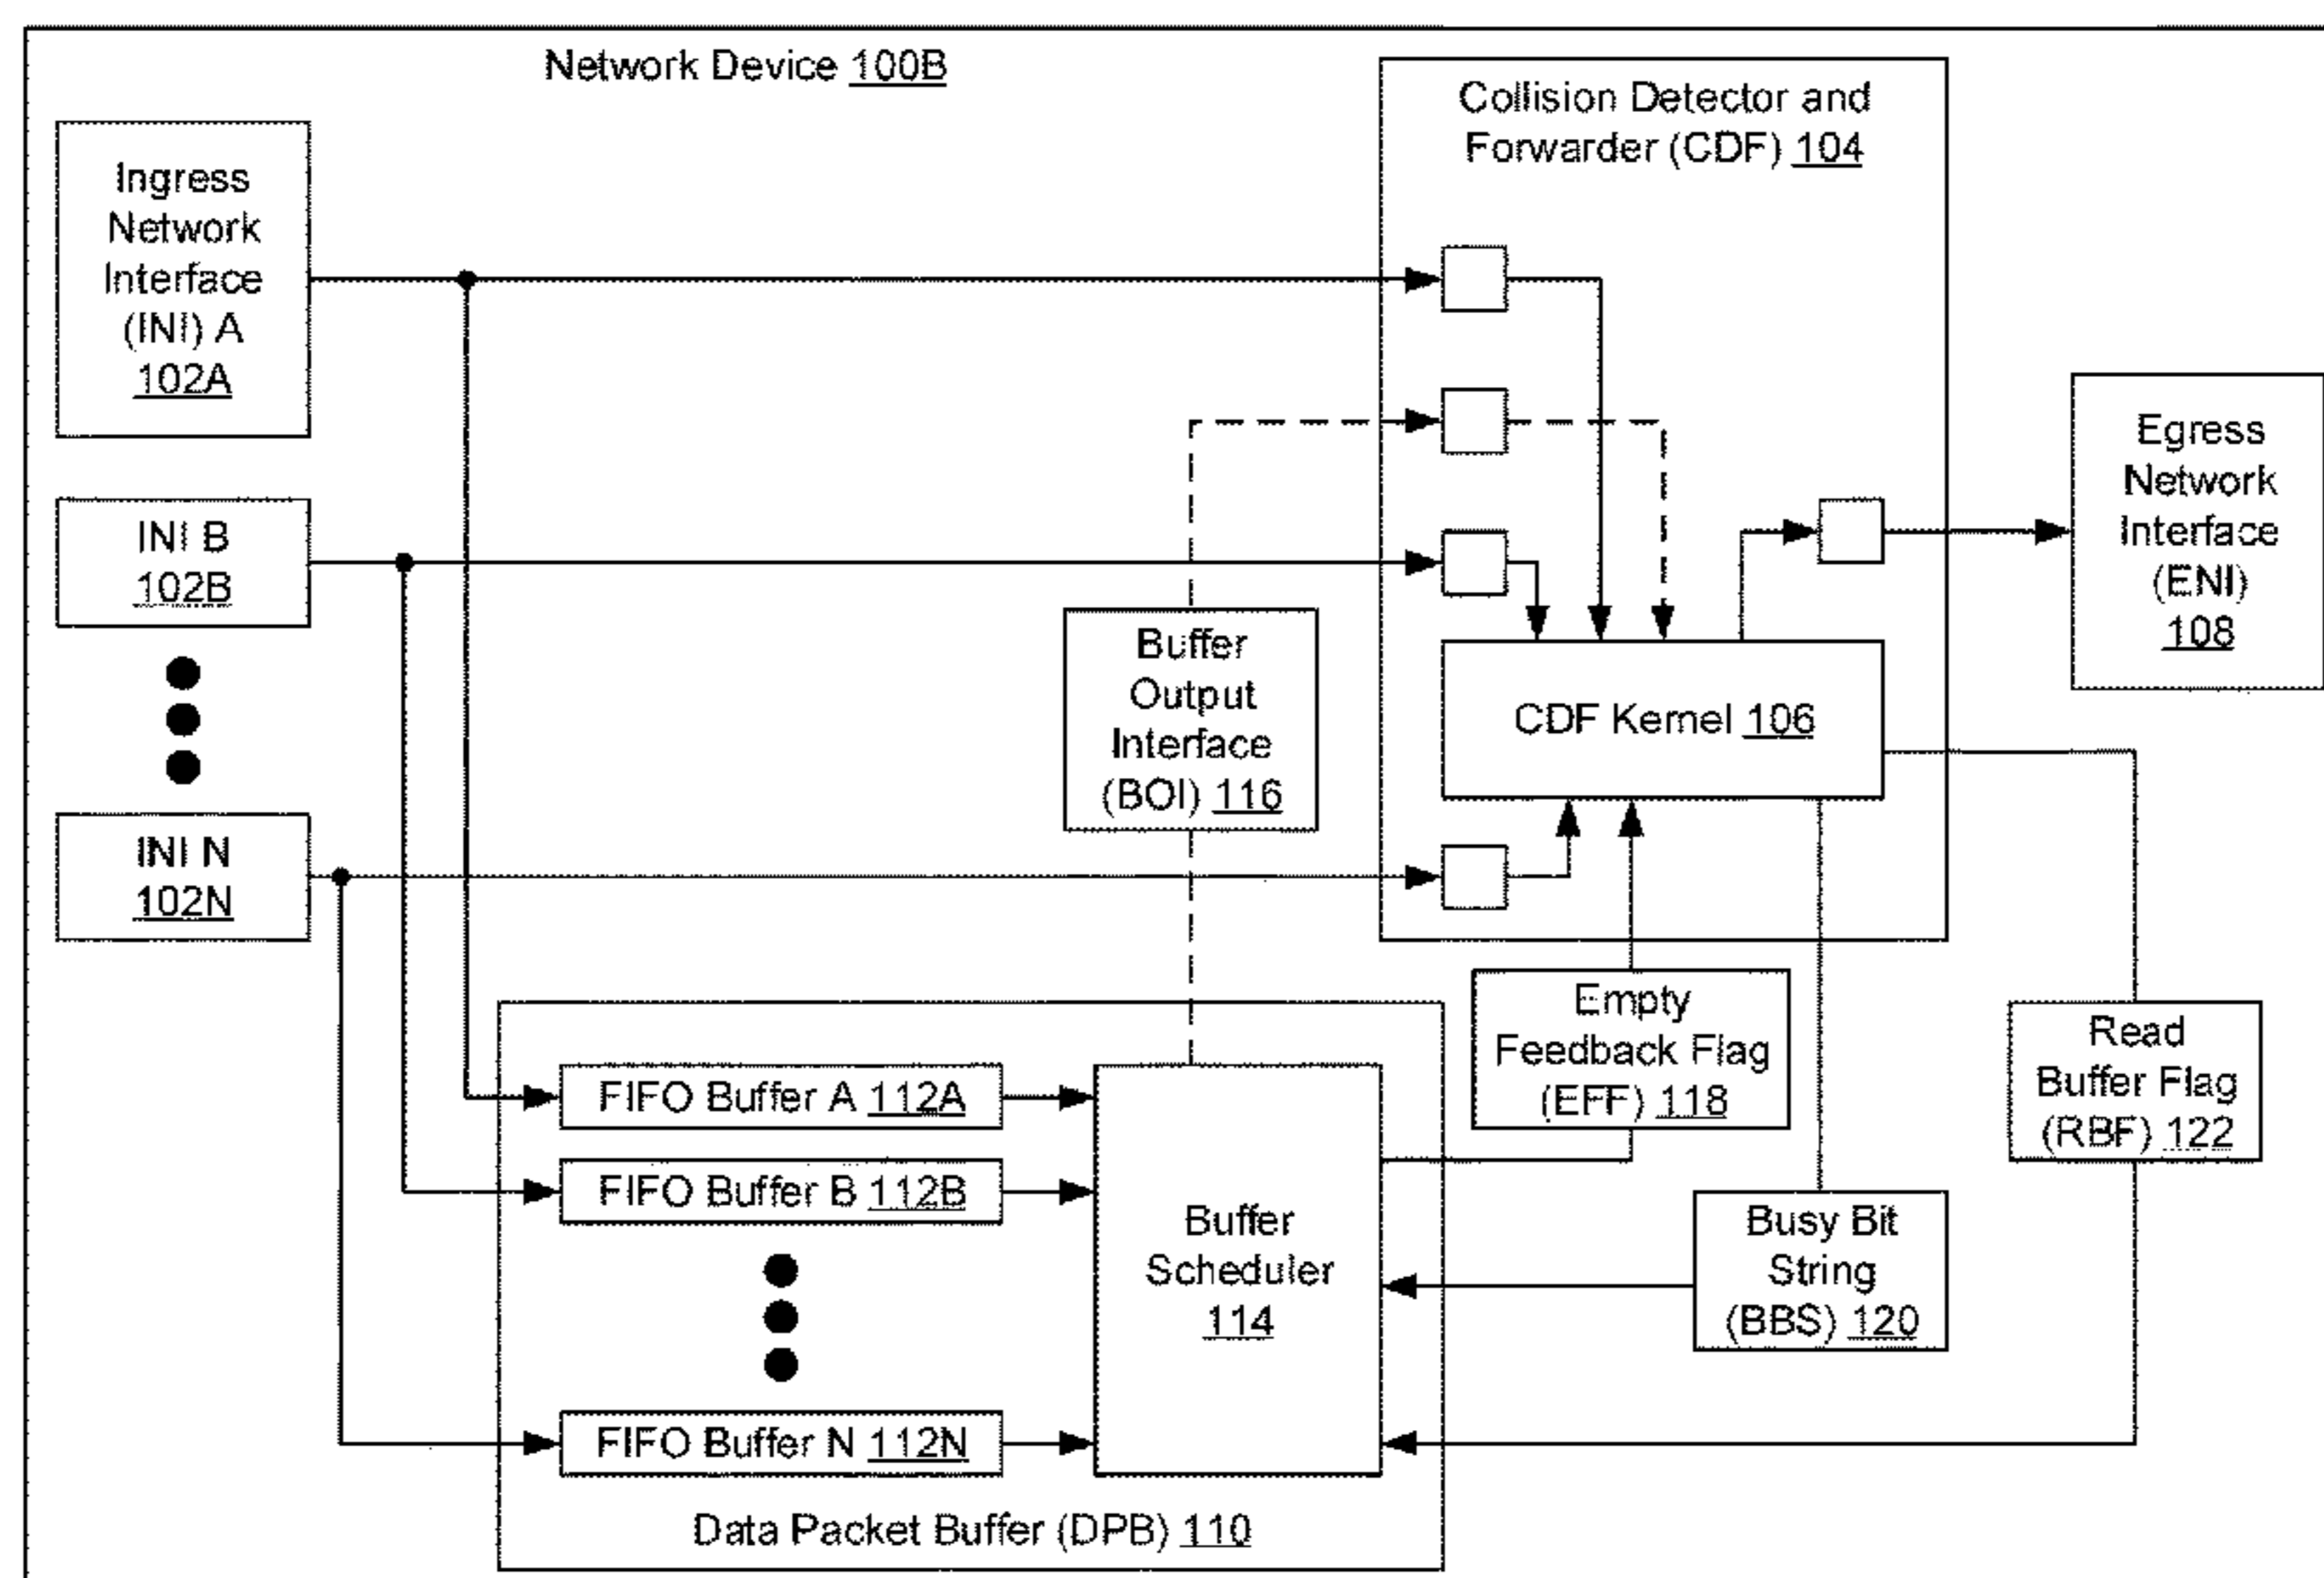 Network Device 100B
Ingress
Network
Interface
(INI) A
102A
INI B
102B
INI N
102N
Collision Detector and
Forwarder (CDF) 104
CDF Kernel 106
Egress
Network
Interface
(ENI)
108
Buffer
Output
Interface
(BOI) 116
Empty
Feedback Flag
(EFF) 118
Read
Buffer Flag
(RBF) 122
Busy Bit
String
(BBS) 120
FIFO Buffer A 112A
FIFO Buffer B 112B
FIFO Buffer N 112N
Buffer
Scheduler
114
Data Packet Buffer (DPB) 110